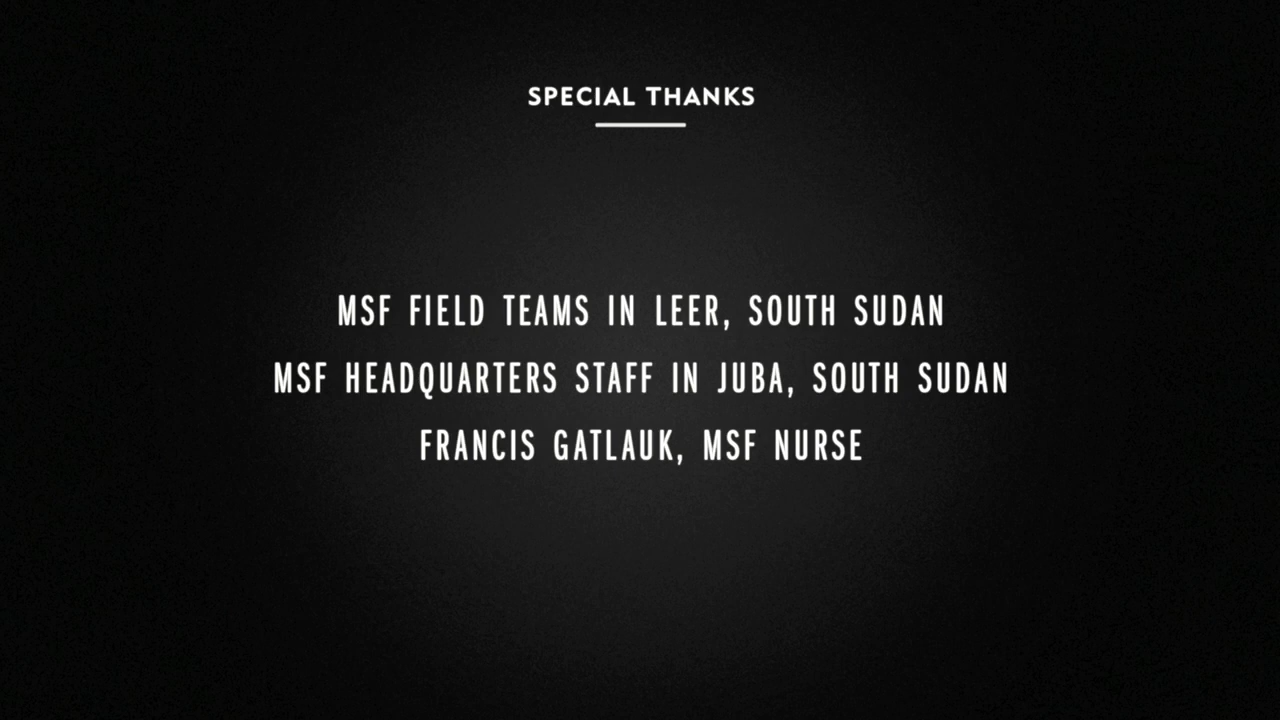 SPECIAL THANKS
MSF FIELD TEAMS IN LEER, SOUTH SUDAN
MSF HEADQUARTERS STAFF IN JUBA, SOUTH SUDAN
FRANCIS GATLAUK, MSF NURSE